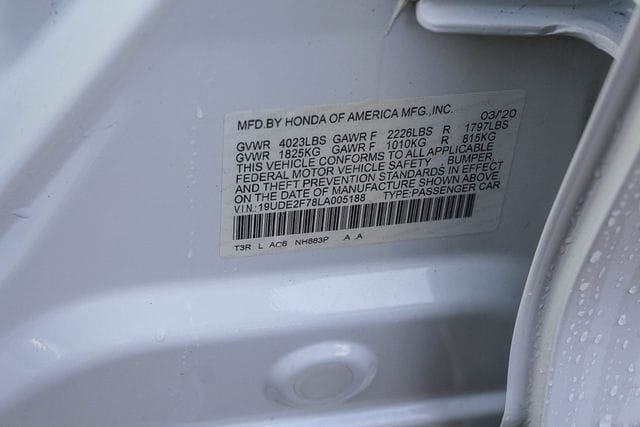 MFD.BY HONDA OF AMERICA MFG.,INC. 03/'20
GVWR 4023LBS GAWR F 2226LBS R 1797LBS
GVWR 1825KG GAWR F 1010KG R 815KG
THIS VEHICLE CONFORMS TO ALL APPLICABLE
FEDERAL MOTOR VEHICLE SAFETY , BUMPER,
AND THEFT PREVENTION STANDARDS IN EFFECT
ON THE DATE OF MANUFACTURE SHOWN ABOVE.
VIN:19UDE2F78LA005188 TYPE:PASSENGER CAR
T3R L AC6 NH883P A A